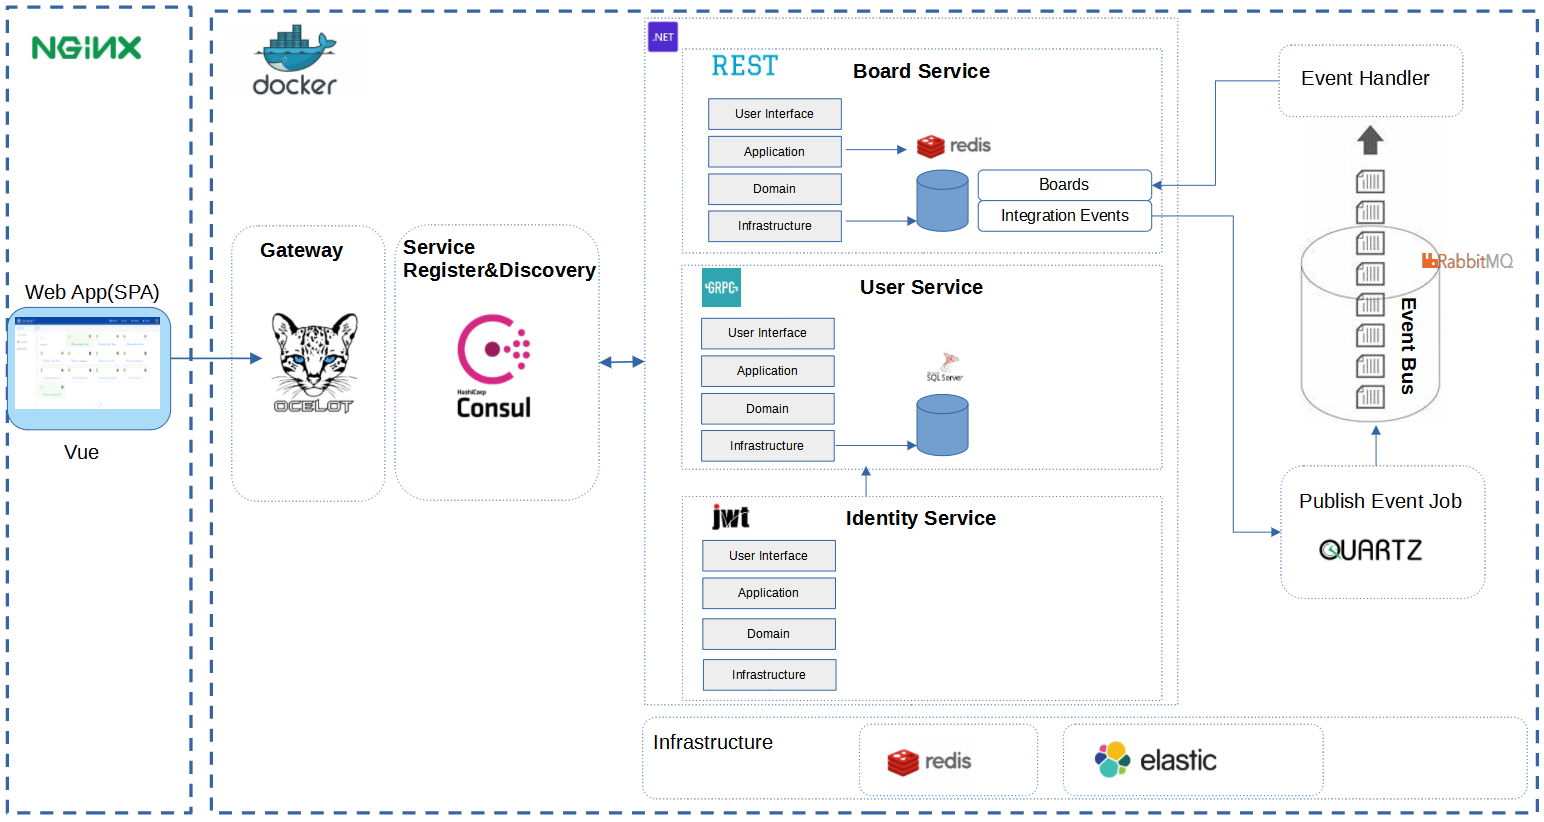 NGINX
Web App(SPA)
Vue
docker
Gateway
OCELOT
Service
Register&Discovery
HashiCorp
Consul
.NET
REST
Board Service
User Interface
Application
Domain
Infrastructure
redis
Boards
Integration Events
GRPC
User Service
User Interface
Application
Domain
Infrastructure
SQL Server
jwt
Identity Service
User Interface
Application
Domain
Infrastructure
Event Handler
RabbitMQ
Event Bus
Publish Event Job
QUARTZ
Infrastructure
redis
elastic